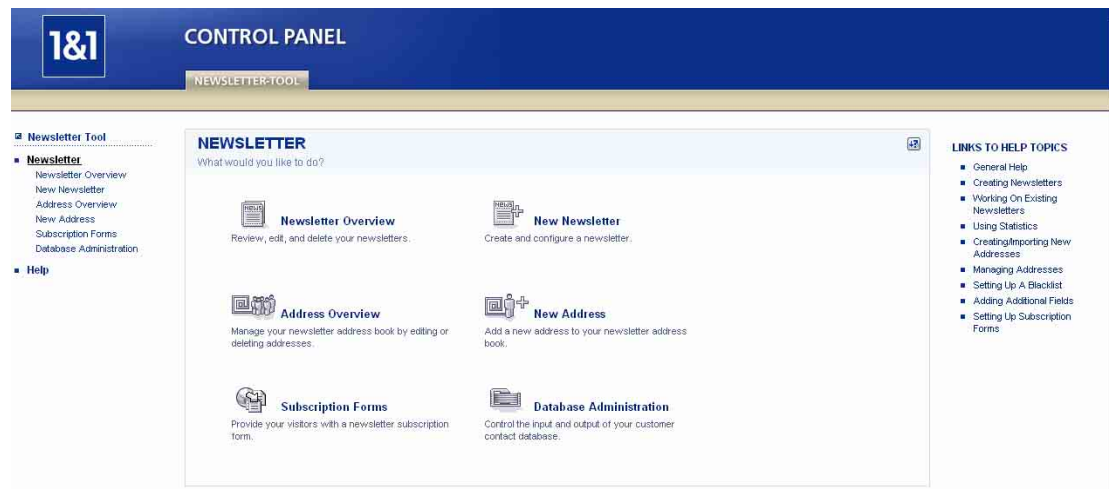 1&1
CONTROL PANEL
NEWSLETTER-TOOL
Newsletter Tool
Newsletter
Newsletter Overview
New Newsletter
Address Overview
New Address
Subscription Forms
Database Administration
Help
NEWSLETTER
What would you like to do?
NEWS
Newsletter Overview
Review, edit, and delete your newsletters.
NEWS
New Newsletter
Create and configure a newsletter.
Address Overview
Manage your newsletter address book by editing or
deleting addresses.
New Address
Add a new address to your newsletter address
book.
Subscription Forms
Provide your visitors with a newsletter subscription
form.
Database Administration
Control the input and output of your customer
contact database.
LINKS TO HELP TOPICS
General Help
Creating Newsletters
Working On Existing
Newsletters
Using Statistics
Creating/Importing New
Addresses
Managing Addresses
Setting Up A Blacklist
Adding Additional Fields
Setting Up Subscription
Forms